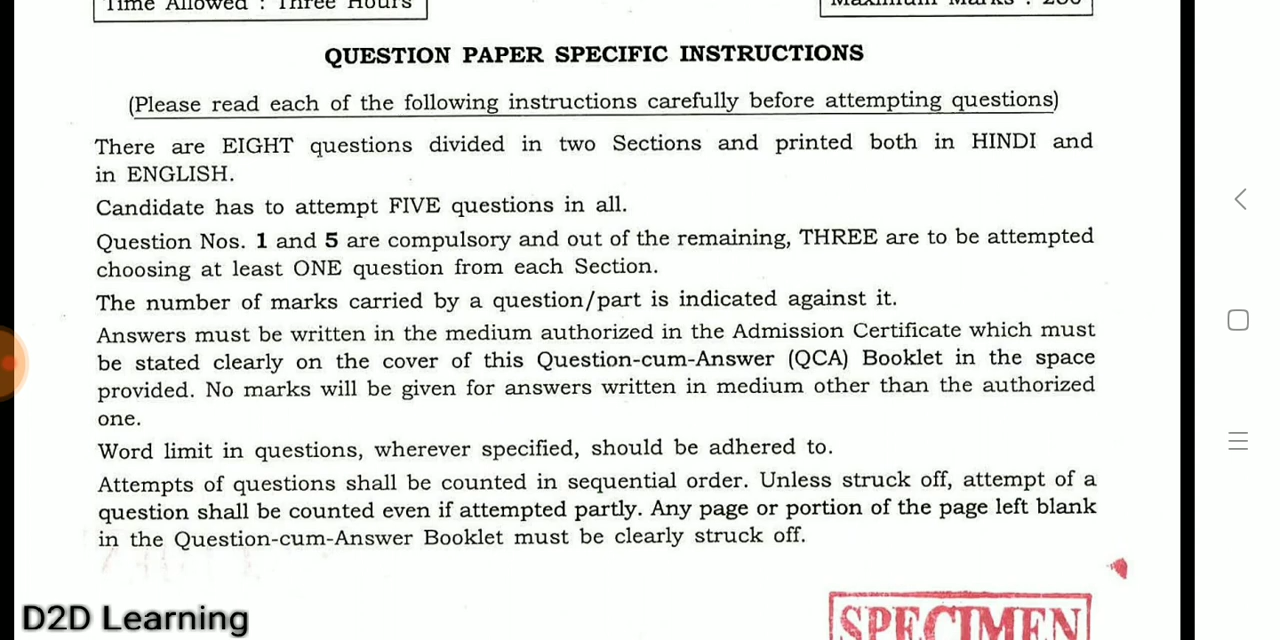 Time Allowed : Three Hours
Maximum Marks : 250
QUESTION PAPER SPECIFIC INSTRUCTIONS
(Please read each of the following instructions carefully before attempting questions)
There are EIGHT questions divided in two Sections and printed both in HINDI and
in ENGLISH.
Candidate has to attempt FIVE questions in all.
Question Nos. 1 and 5 are compulsory and out of the remaining, THREE are to be attempted
choosing at least ONE question from each Section.
The number of marks carried by a question/part is indicated against it.
Answers must be written in the medium authorized in the Admission Certificate which must
be stated clearly on the cover of this Question-cum-Answer (QCA) Booklet in the space
provided. No marks will be given for answers written in medium other than the authorized
one.
Word limit in questions, wherever specified, should be adhered to.
Attempts of questions shall be counted in sequential order. Unless struck off, attempt of a
question shall be counted even if attempted partly. Any page or portion of the page left blank
in the Question-cum-Answer Booklet must be clearly struck off.
D2D Learning
SPECIMEN